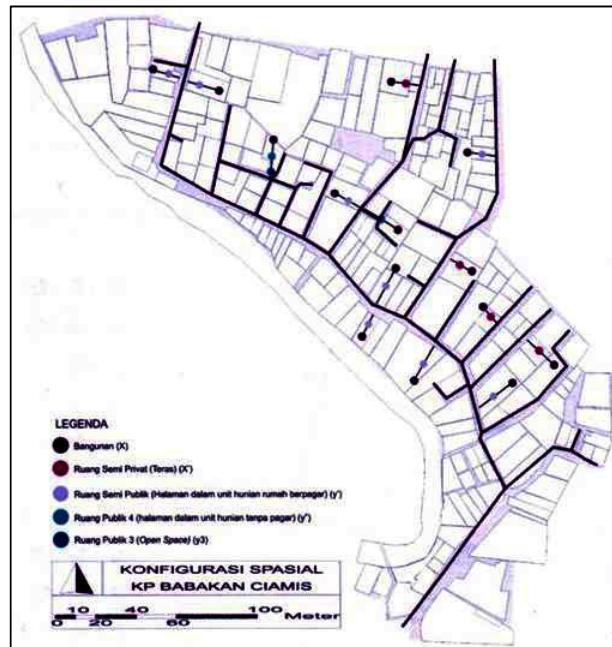 LEGENDA
Bangunan (X)
Ruang Semi Privat (Teras) (X')
Ruang Semi Publik (Halaman dalam unit hunian rumah berpagar) (y')
Ruang Publik 4 (halaman dalam unit hunian tanpa pagar) (y")
Ruang Publik 3 (Open Space) (y3)
KONFIGURASI SPASIAL
KP BABAKAN CIAMIS
10 40 100 Meter
0 20 60